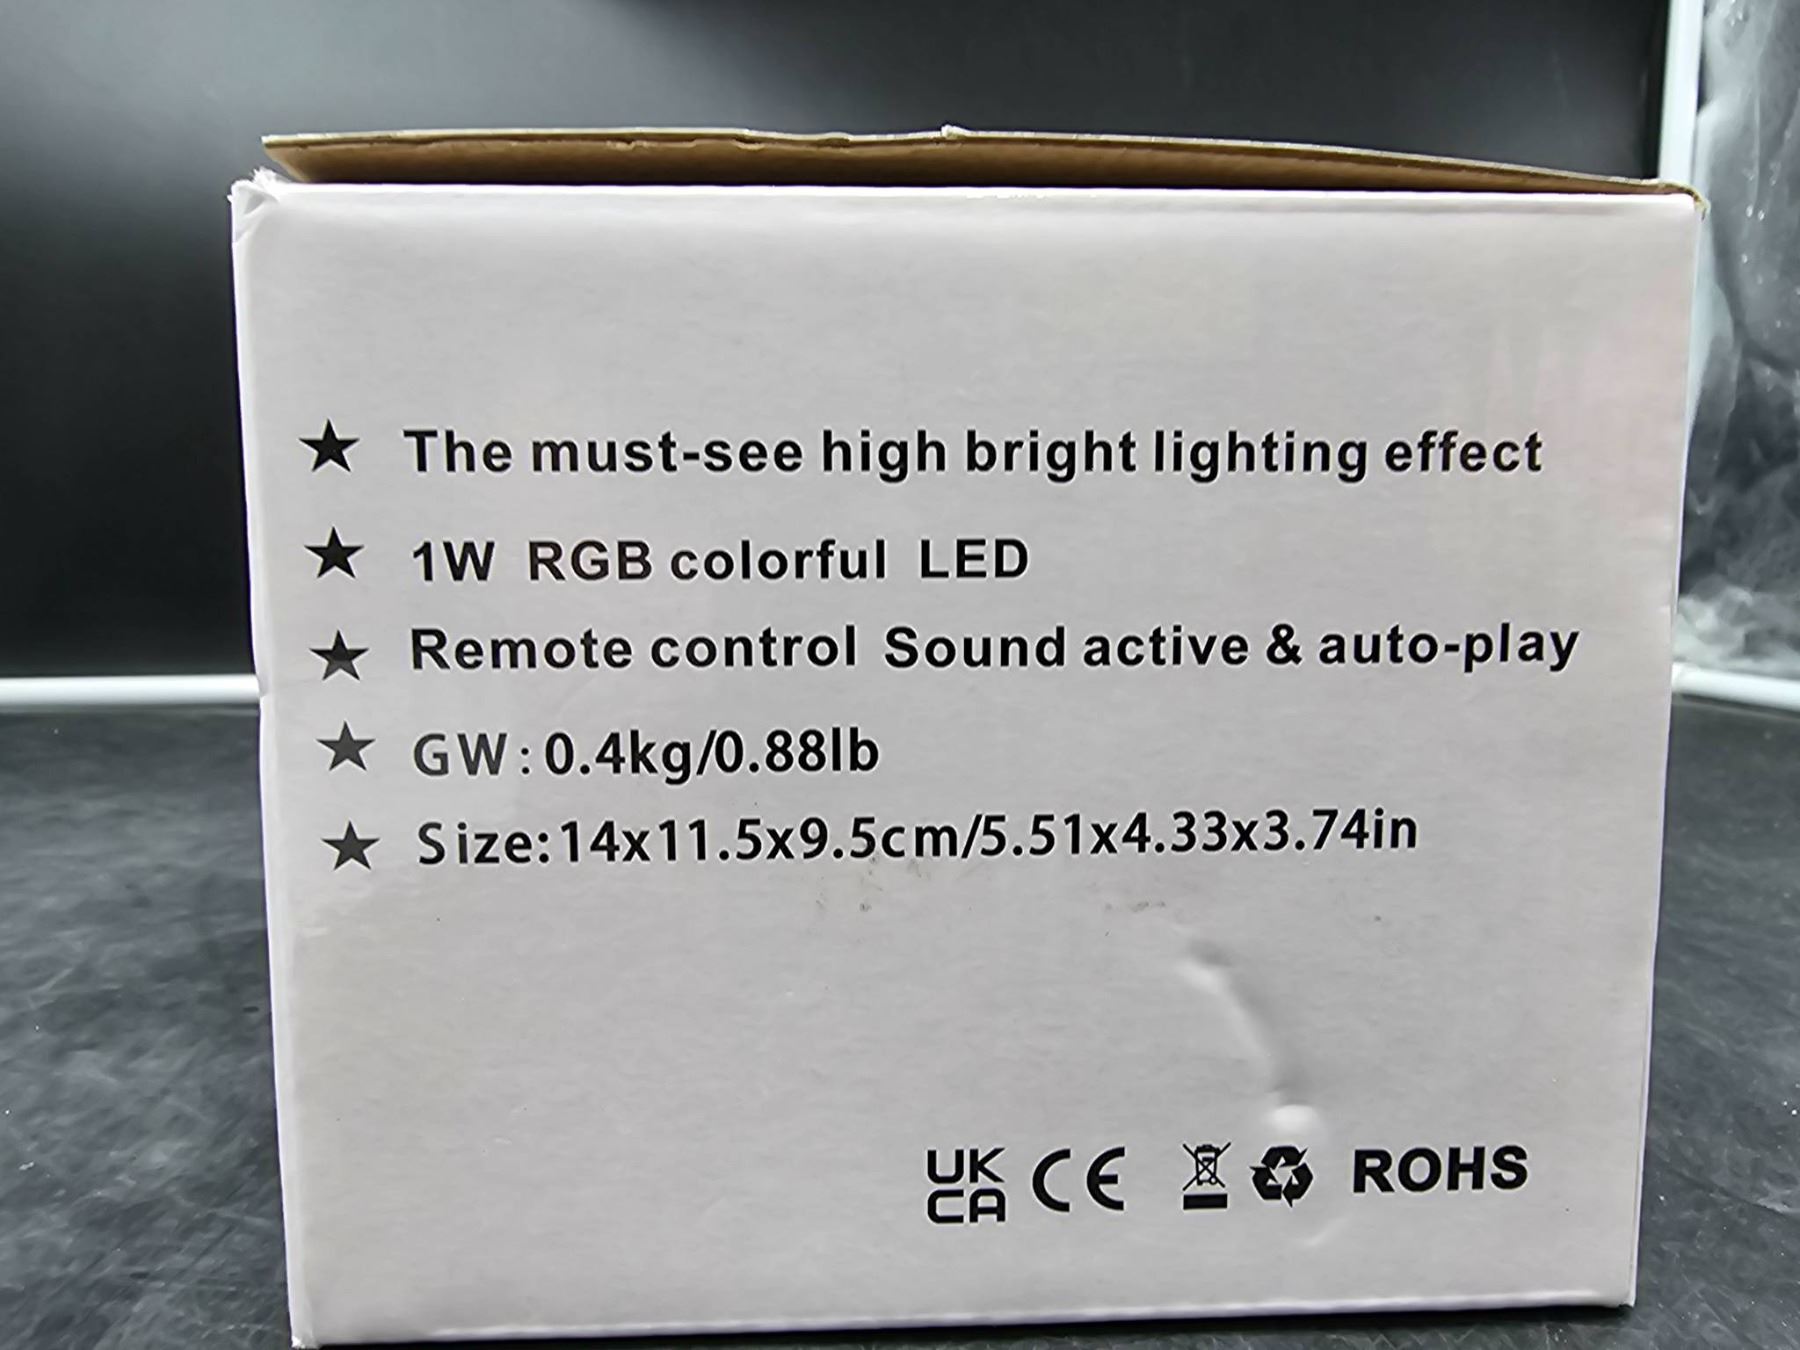 ★ The must-see high bright lighting effect
★ 1W RGB colorful LED
★ Remote control Sound active & auto-play
★ GW:0.4kg/0.88lb
★ Size:14x11.5x9.5cm/5.51x4.33x3.74in
UK CE ROHS
CA